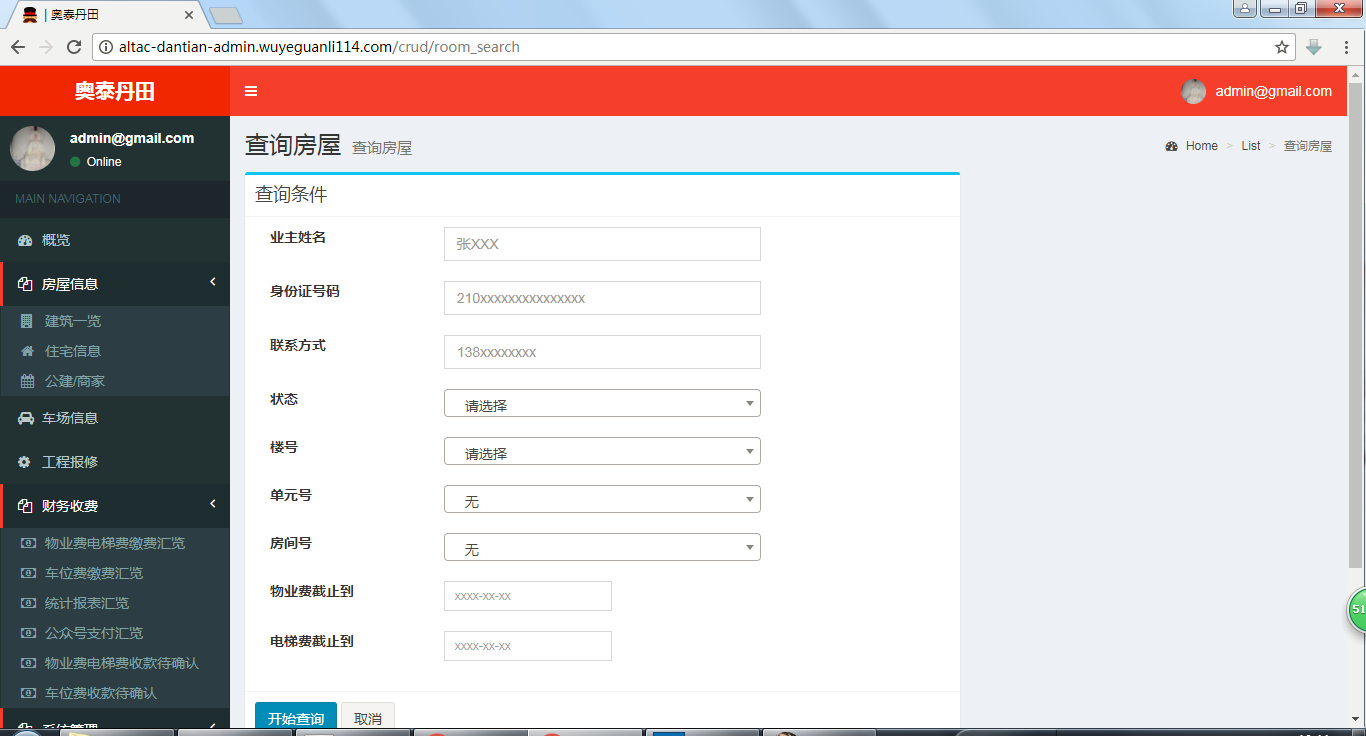 | 奥泰丹田
altac-dantian-admin.wuyeguanli114.com/crud/room_search
奥泰丹田
admin@gmail.com
admin@gmail.com
Online
MAIN NAVIGATION
概览
房屋信息
建筑一览
住宅信息
公建/商家
车场信息
工程报修
财务收费
物业费电梯费缴费汇览
车位费缴费汇览
统计报表汇览
公众号支付汇览
物业费电梯费收款待确认
车位费收款待确认
系统管理
查询房屋 查询房屋
Home > List > 查询房屋
查询条件
业主姓名 张XXX
身份证号码 210xxxxxxxxxxxxxxx
联系方式 138xxxxxxxx
状态 请选择
楼号 请选择
单元号 无
房间号 无
物业费截止到 xxxx-xx-xx
电梯费截止到 xxxx-xx-xx
开始查询 取消
51